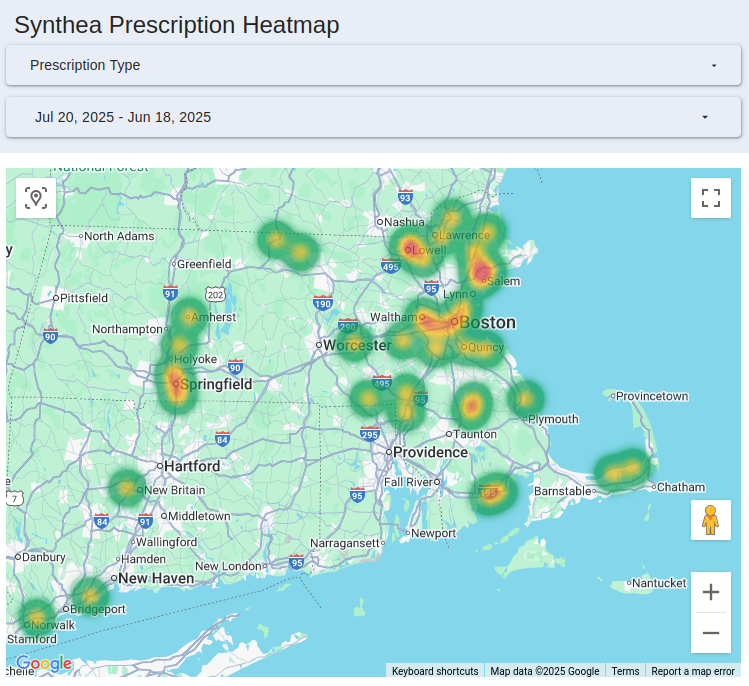 Synthea Prescription Heatmap
Prescription Type
Jul 20, 2025 - Jun 18, 2025
National Forest
93
Nashua
North Adams
Lawrence
Lowell
Greenfield
495
95
Salem
91
202
Lynn
Pittsfield
190
Amherst
Waltham
Boston
Northampton
290
90
Worcester
Quincy
Holyoke
90
Springfield
495
95
Provincetown
Plymouth
84
295
Taunton
Providence
Hartford
Fall River
New Britain
95
195
Barnstable
Chatham
7
84
91
Middletown
Newport
Wallingford
Narragansett
Danbury
Hamden
New London
95
New Haven
Nantucket
Bridgeport
Norwalk
Stamford
Google
chelle
Keyboard shortcuts
Map data ©2025 Google
Terms
Report a map error